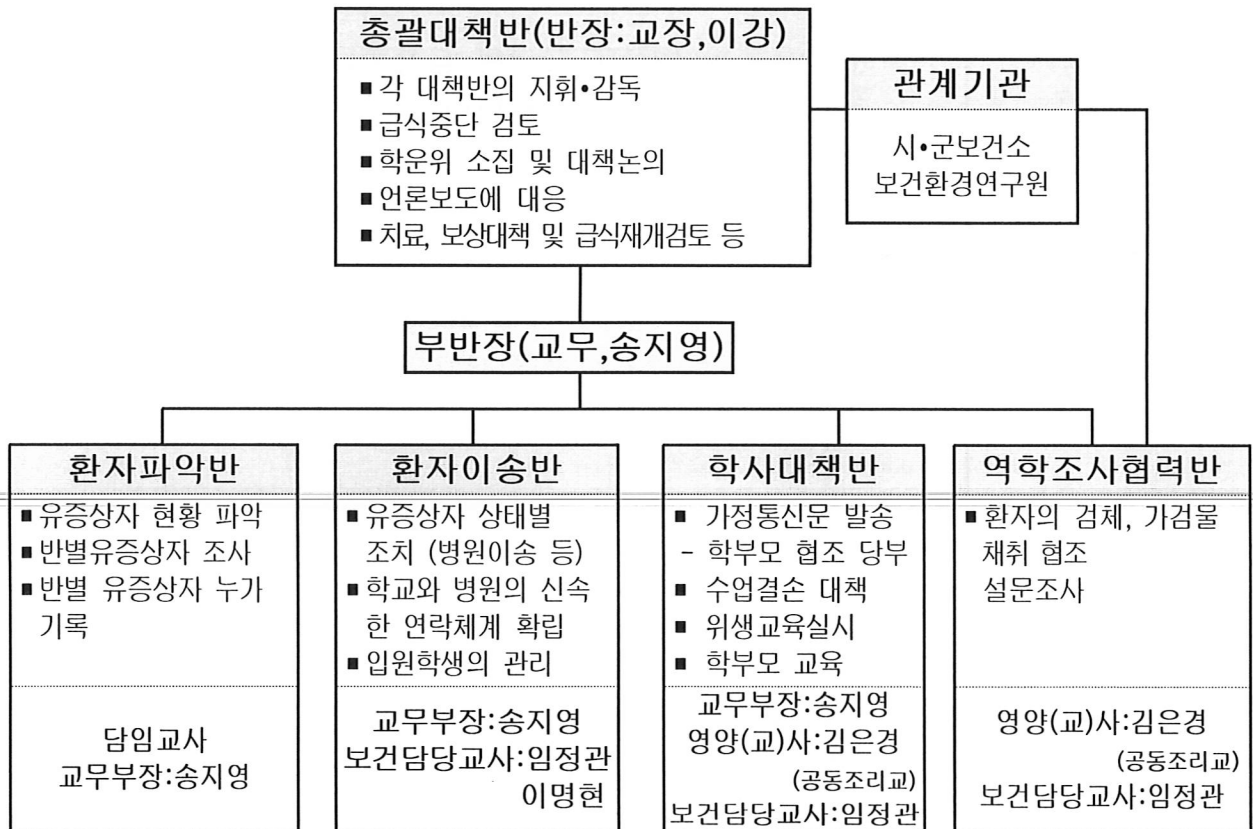 총괄대책반(반장:교장,이강)
■각 대책반의 지휘•감독
■급식중단 검토
■학운위 소집 및 대책논의
■언론보도에 대응
■치료, 보상대책 및 급식재개검토 등
관계기관
시•군보건소
보건환경연구원
부반장(교무,송지영)
환자파악반
■유증상자 현황 파악
■반별유증상자 조사
■반별 유증상자 누가
기록
담임교사
교무부장:송지영
환자이송반
■유증상자 상태별
조치 (병원이송 등)
■학교와 병원의 신속
한 연락체계 확립
■입원학생의 관리
교무부장:송지영
보건담당교사:임정관
이명현
학사대책반
■ 가정통신문 발송
- 학부모 협조 당부
■ 수업결손 대책
■ 위생교육실시
■ 학부모 교육
교무부장:송지영
영양(교)사:김은경
(공동조리교)
보건담당교사:임정관
역학조사협력반
■환자의 검체, 가검물
채취 협조
설문조사
영양(교)사:김은경
(공동조리교)
보건담당교사:임정관